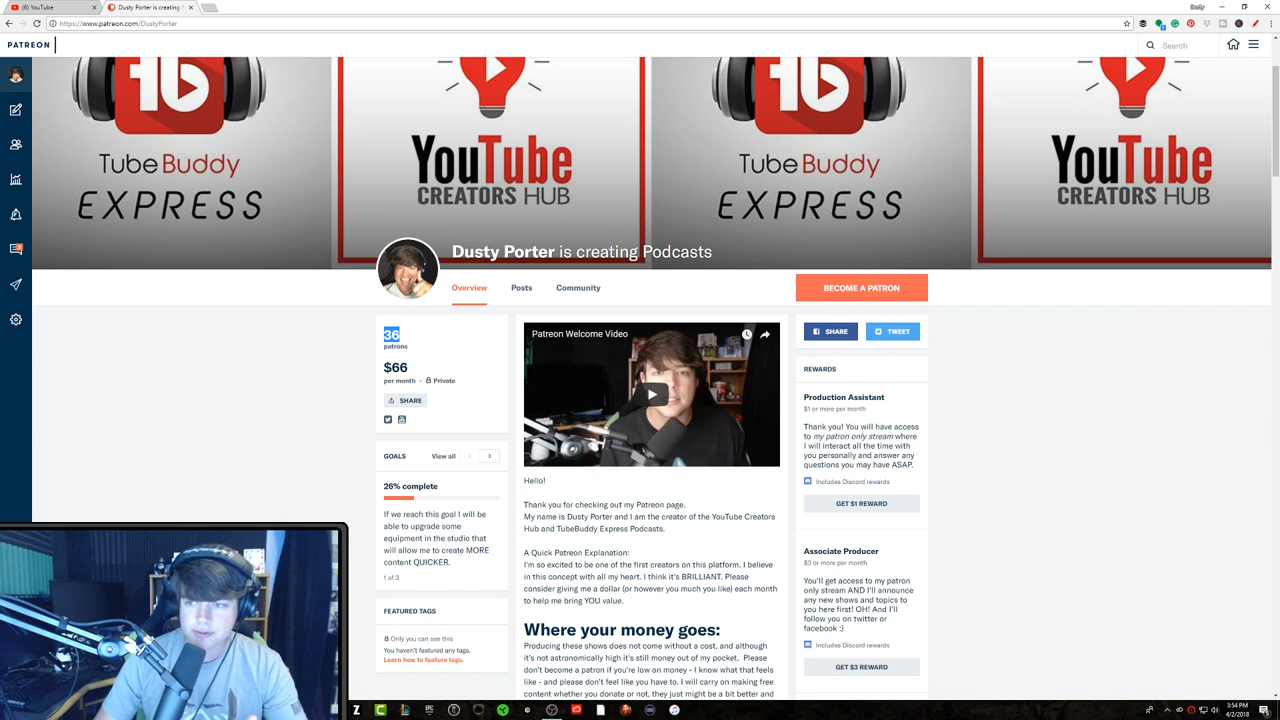 (6) YouTube
Dusty Porter is creating
Dusty
https://www.patreon.com/DustyPorter
PATREON
Search
TubeBuddy
EXPRESS
YouTube
CREATORS HUB
TubeBuddy
EXPRESS
YouTube
CREATORS HUB
Dusty Porter is creating Podcasts
Overview
Posts
Community
BECOME A PATRON
36
patrons
$66
per month · Private
SHARE
GOALS
View all
26% complete
If we reach this goal I will be
able to upgrade some
equipment in the studio that
will allow me to create MORE
content QUICKER.
1 of 3
FEATURED TAGS
Only you can see this
You haven't featured any tags.
Learn how to feature tags.
Patreon Welcome Video
Hello!
Thank you for checking out my Patreon page.
My name is Dusty Porter and I am the creator of the YouTube Creators
Hub and TubeBuddy Express Podcasts.
A Quick Patreon Explanation:
I'm so excited to be one of the first creators on this platform. I believe
in this concept with all my heart. I think it's BRILLIANT. Please
consider giving me a dollar (or however you much you like) each month
to help me bring YOU value.
Where your money goes:
Producing these shows does not come without a cost, and although
it's not astronomically high it's still money out of my pocket. Please
don't become a patron if you're low on money - I know what that feels
like - and please don't feel like you have to. I will carry on making free
content whether you donate or not, they just might be a bit better and
SHARE
TWEET
REWARDS
Production Assistant
$1 or more per month
Thank you! You will have access
to my patron only stream where
I will interact all the time with
you personally and answer any
questions you may have ASAP.
Includes Discord rewards
GET $1 REWARD
Associate Producer
$3 or more per month
You'll get access to my patron
only stream AND I'll announce
any new shows and topics to
you here first! OH! And I'll
follow you on twitter or
facebook :)
Includes Discord rewards
GET $3 REWARD
3:54 PM
4/2/2018